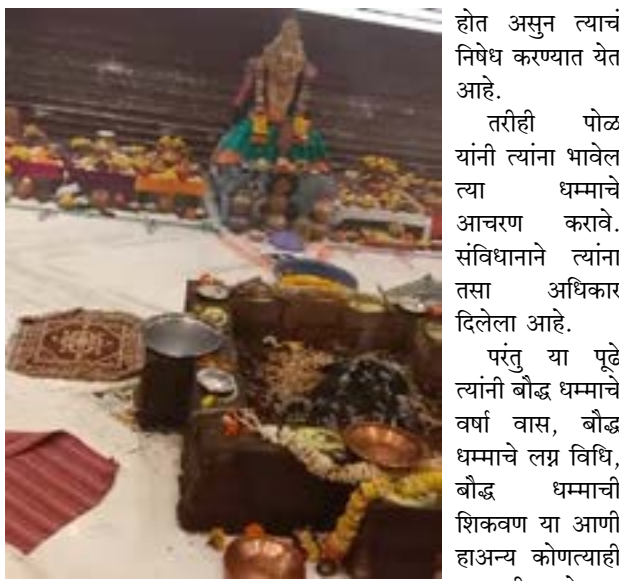 होत असुन त्याचं
निषेध करण्यात येत
आहे.
तरीही पोळ
यांनी त्यांना भावेल
त्या धम्माचे
आचरण करावे.
संविधानाने त्यांना
तसा अधिकार
दिलेला आहे.
परंतु या पूढे
त्यांनी बौद्ध धम्माचे
वर्षा वास, बौद्ध
धम्माचे लग्न विधि,
बौद्ध धम्माची
शिकवण या आणी
हाअन्य कोणत्याही